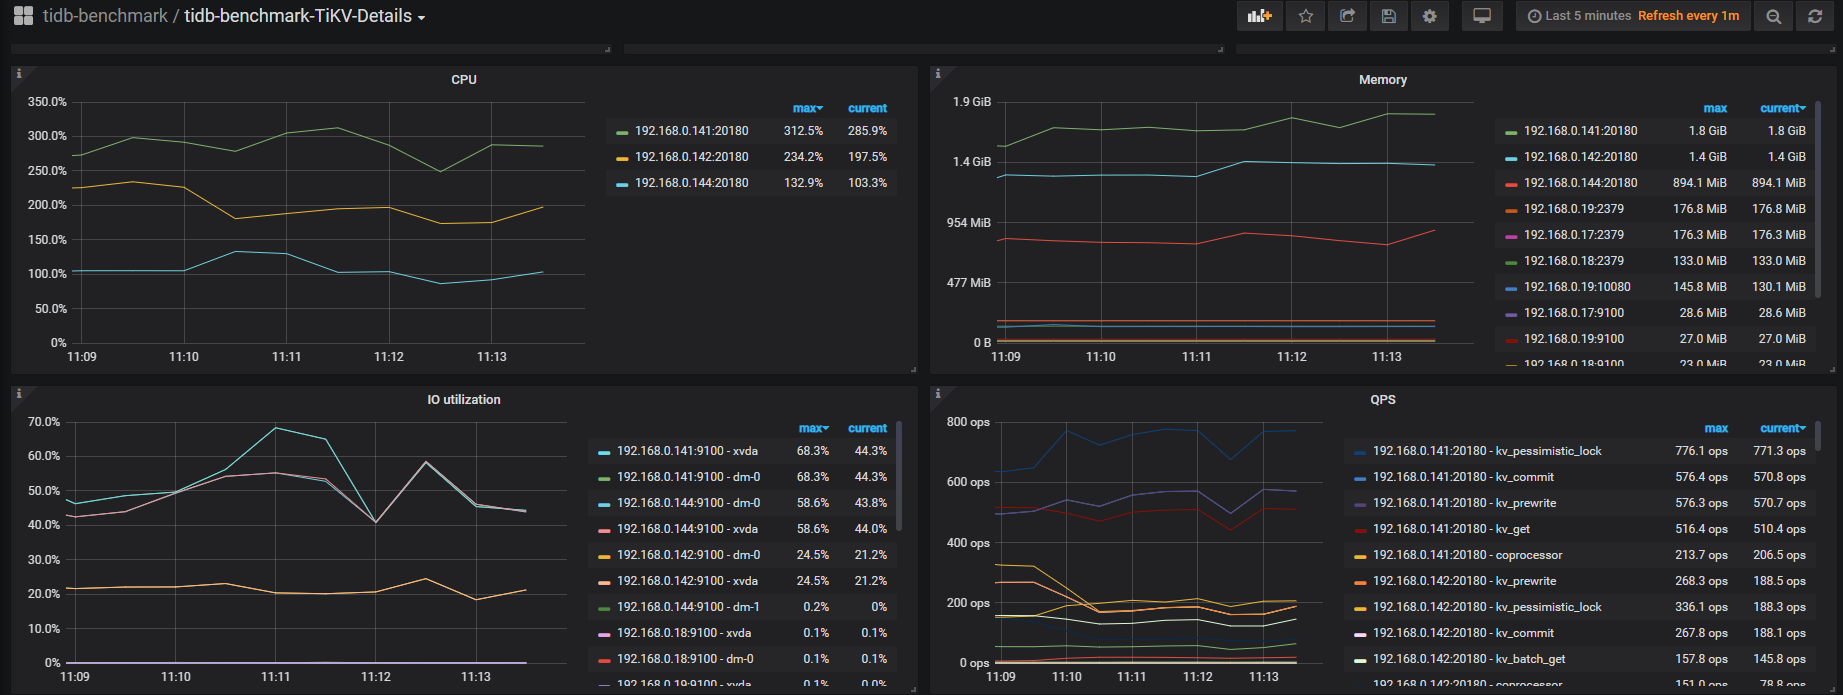 tidb-benchmark / tidb-benchmark-TiKV-Details
Last 5 minutes Refresh every 1m
CPU
350.0%
300.0%
250.0%
200.0%
150.0%
100.0%
50.0%
0%
11:09 11:10 11:11 11:12 11:13
max current
192.168.0.141:20180 312.5% 285.9%
192.168.0.142:20180 234.2% 197.5%
192.168.0.144:20180 132.9% 103.3%
Memory
1.9 GiB
1.4 GiB
954 MiB
477 MiB
0 B
11:09 11:10 11:11 11:12 11:13
max current
192.168.0.141:20180 1.8 GiB 1.8 GiB
192.168.0.142:20180 1.4 GiB 1.4 GiB
192.168.0.144:20180 894.1 MiB 894.1 MiB
192.168.0.19:2379 176.8 MiB 176.8 MiB
192.168.0.17:2379 176.3 MiB 176.3 MiB
192.168.0.18:2379 133.0 MiB 133.0 MiB
192.168.0.19:10080 145.8 MiB 130.1 MiB
192.168.0.17:9100 28.6 MiB 28.6 MiB
192.168.0.19:9100 27.0 MiB 27.0 MiB
192.168.0.18:9100 23.0 MiB 23.0 MiB
IO utilization
70.0%
60.0%
50.0%
40.0%
30.0%
20.0%
10.0%
0%
11:09 11:10 11:11 11:12 11:13
max current
192.168.0.141:9100 - xvda 68.3% 44.3%
192.168.0.141:9100 - dm-0 68.3% 44.3%
192.168.0.144:9100 - dm-0 58.6% 43.8%
192.168.0.144:9100 - xvda 58.6% 44.0%
192.168.0.142:9100 - dm-0 24.5% 21.2%
192.168.0.142:9100 - xvda 24.5% 21.2%
192.168.0.144:9100 - dm-1 0.2% 0%
192.168.0.18:9100 - xvda 0.1% 0.1%
192.168.0.18:9100 - dm-0 0.1% 0.1%
192.168.0.19:9100 - xvda 0.1% 0.0%
QPS
800 ops
600 ops
400 ops
200 ops
0 ops
11:09 11:10 11:11 11:12 11:13
max current
192.168.0.141:20180 - kv_pessimistic_lock 776.1 ops 771.3 ops
192.168.0.141:20180 - kv_commit 576.4 ops 570.8 ops
192.168.0.141:20180 - kv_prewrite 576.3 ops 570.7 ops
192.168.0.141:20180 - kv_get 516.4 ops 510.4 ops
192.168.0.141:20180 - coprocessor 213.7 ops 206.5 ops
192.168.0.142:20180 - kv_prewrite 268.3 ops 188.5 ops
192.168.0.142:20180 - kv_pessimistic_lock 336.1 ops 188.3 ops
192.168.0.142:20180 - kv_commit 267.8 ops 188.1 ops
192.168.0.142:20180 - kv_batch_get 157.8 ops 145.8 ops
192.168.0.142:20180 - coprocessor 151.0 ops 78.8 ops